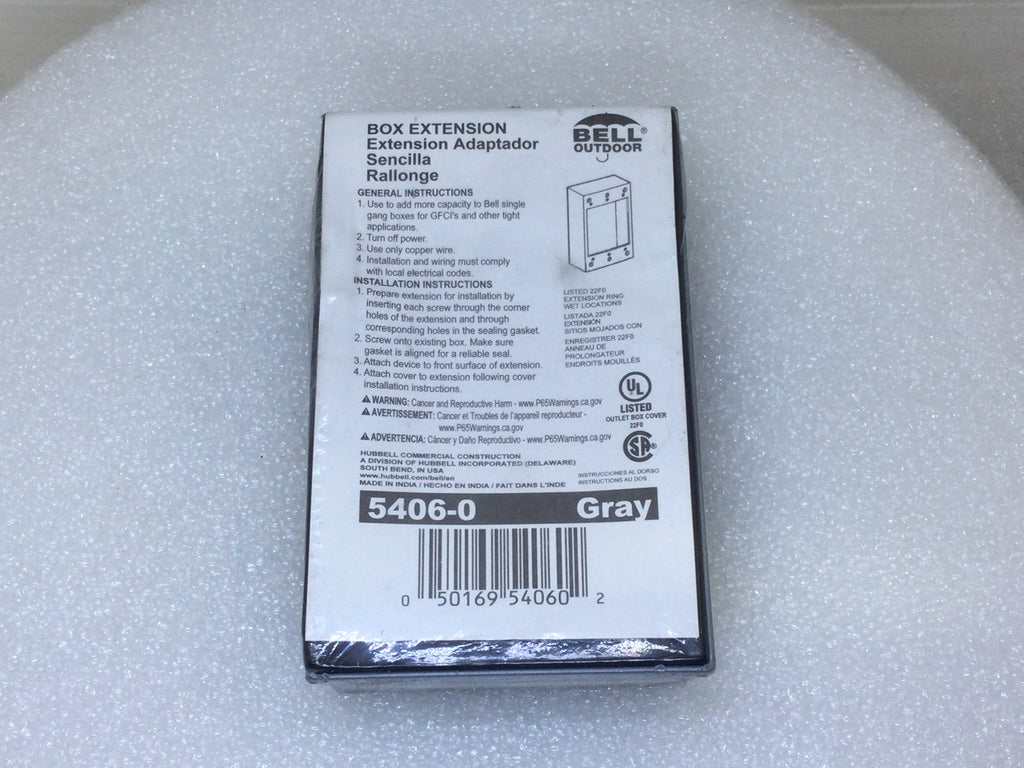 BOX EXTENSION
Extension Adaptador
Sencilla
Rallonge
BELL®
OUTDOOR
GENERAL INSTRUCTIONS
1. Use to add more capacity to Bell single
gang boxes for GFCI's and other tight
applications.
2. Turn off power.
3. Use only copper wire.
4. Installation and wiring must comply
with local electrical codes.
INSTALLATION INSTRUCTIONS
1. Prepare extension for installation by
inserting each screw through the corner
holes of the extension and through
corresponding holes in the sealing gasket.
2. Screw onto existing box. Make sure
gasket is aligned for a reliable seal.
3. Attach device to front surface of extension.
4. Attach cover to extension following cover
installation instructions.
LISTED 22F0
EXTENSION RING
WET LOCATIONS
LISTADA 22F0
EXTENSIÓN
SITIOS MOJADOS CON
ENREGISTRER 22F0
ANNEAU DE
PROLONGATEUR
ENDROITS MOUILLÉS
UL
LISTED
OUTLET BOX COVER
22F0
SA®
WARNING: Cancer and Reproductive Harm - www.P65Warnings.ca.gov
AVERTISSEMENT: Cancer et Troubles de l'appareil reproducteur -
www.P65Warnings.ca.gov
ADVERTENCIA: Cáncer y Daño Reproductivo - www.P65Warnings.ca.gov
HUBBELL COMMERCIAL CONSTRUCTION
A DIVISION OF HUBBELL INCORPORATED (DELAWARE)
SOUTH BEND, IN USA
www.hubbell.com/bell/en
MADE IN INDIA / HECHO EN INDIA / FAIT DANS L'INDE
INSTRUCCIONES AL DORSO
INSTRUCTIONS AU DOS
5406-0 Gray
0 50169 54060 2